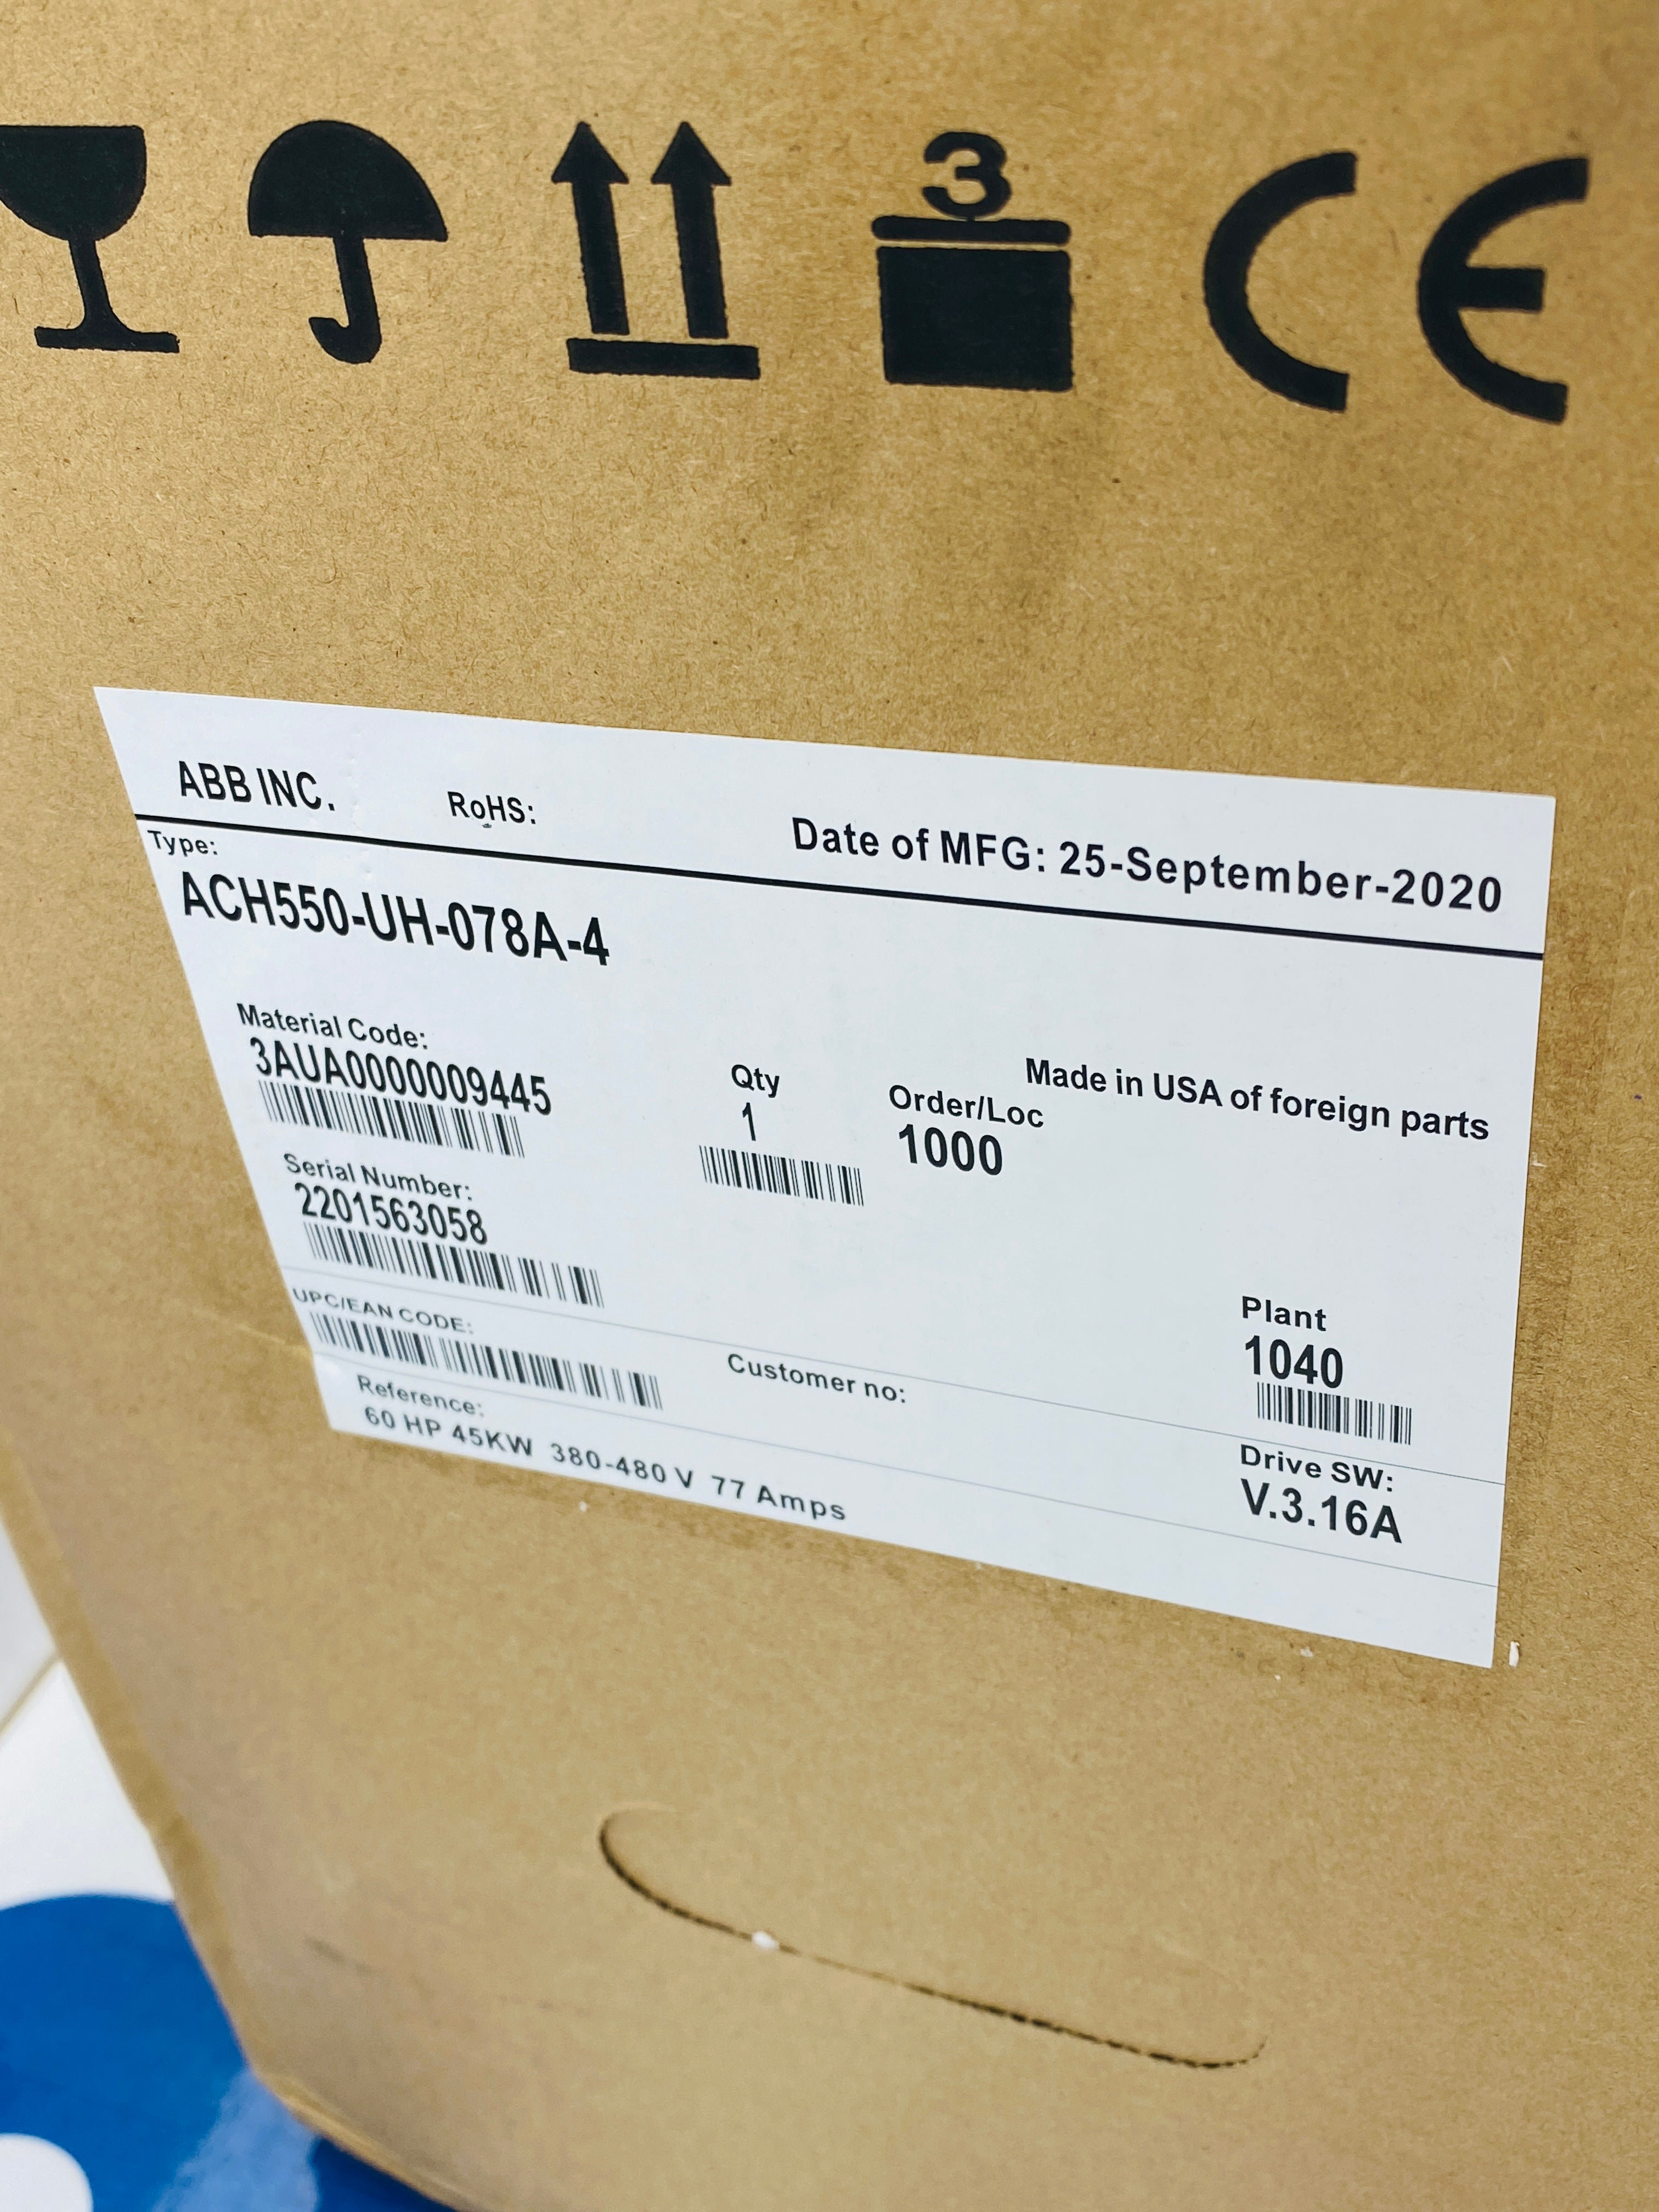 3
CE
ABB INC. RoHS: Date of MFG: 25-September-2020
Type:
ACH550-UH-078A-4
Material Code:
3AUA0000009445
Qty
1
Order/Loc
1000
Made in USA of foreign parts
Serial Number:
2201563058
Plant
1040
UPC/EAN CODE:
Customer no:
Drive SW:
V.3.16A
Reference:
60 HP 45KW 380-480 V 77 Amps